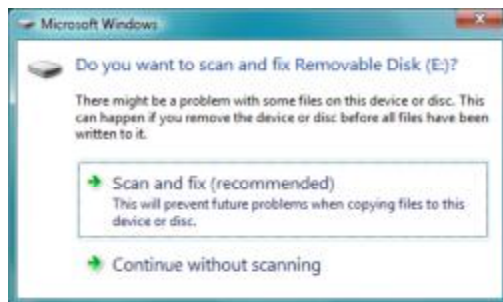 Microsoft Windows
Do you want to scan and fix Removable Disk (E:)?
There might be a problem with some files on this device or disc. This
can happen if you remove the device or disc before all files have been
written to it.
Scan and fix (recommended)
This will prevent future problems when copying files to this
device or disc.
Continue without scanning